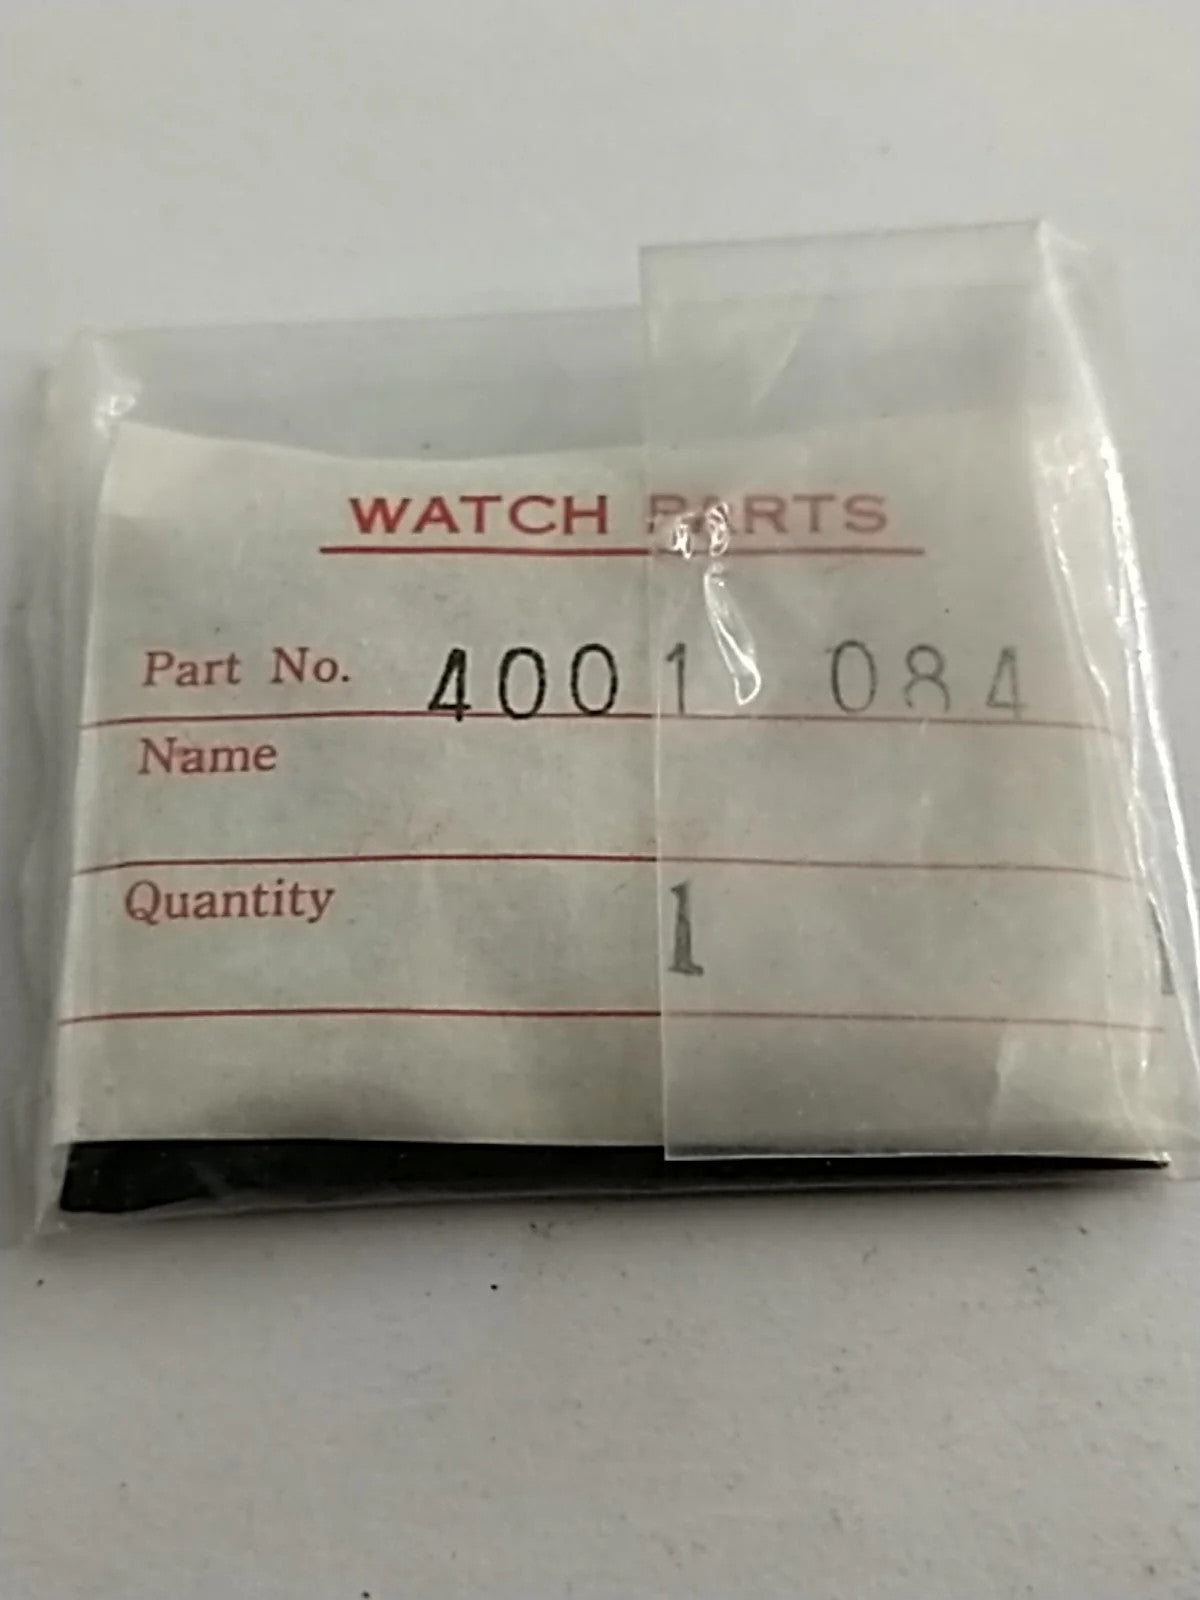 WATCH PARTS
Part No. 4001 084
Name
Quantity 1